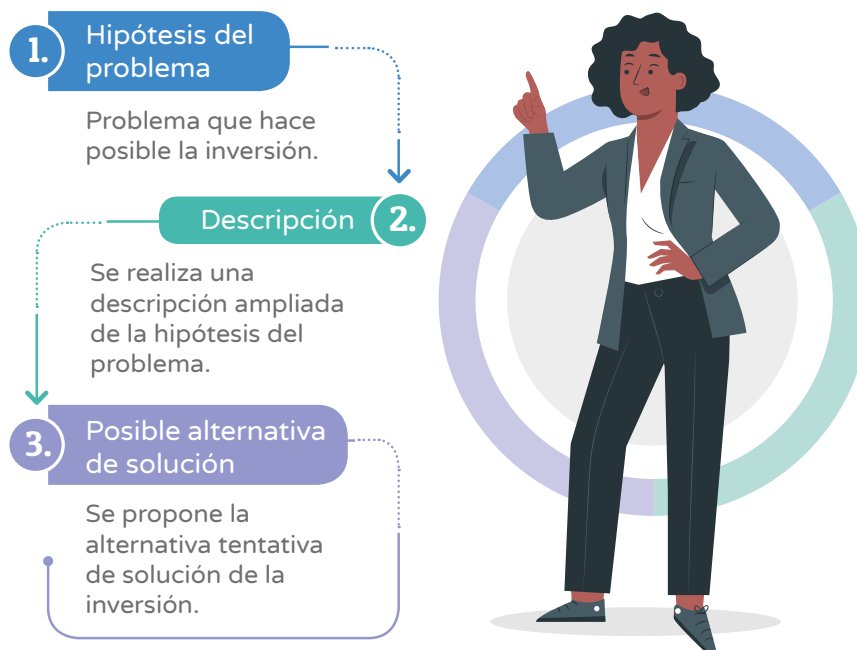 1.
Hipótesis del
problema
Problema que hace
posible la inversión.
Descripción
2.
Se realiza una
descripción ampliada
de la hipótesis del
problema.
3.
Posible alternativa
de solución
Se propone la
alternativa tentativa
de solución de la
inversión.